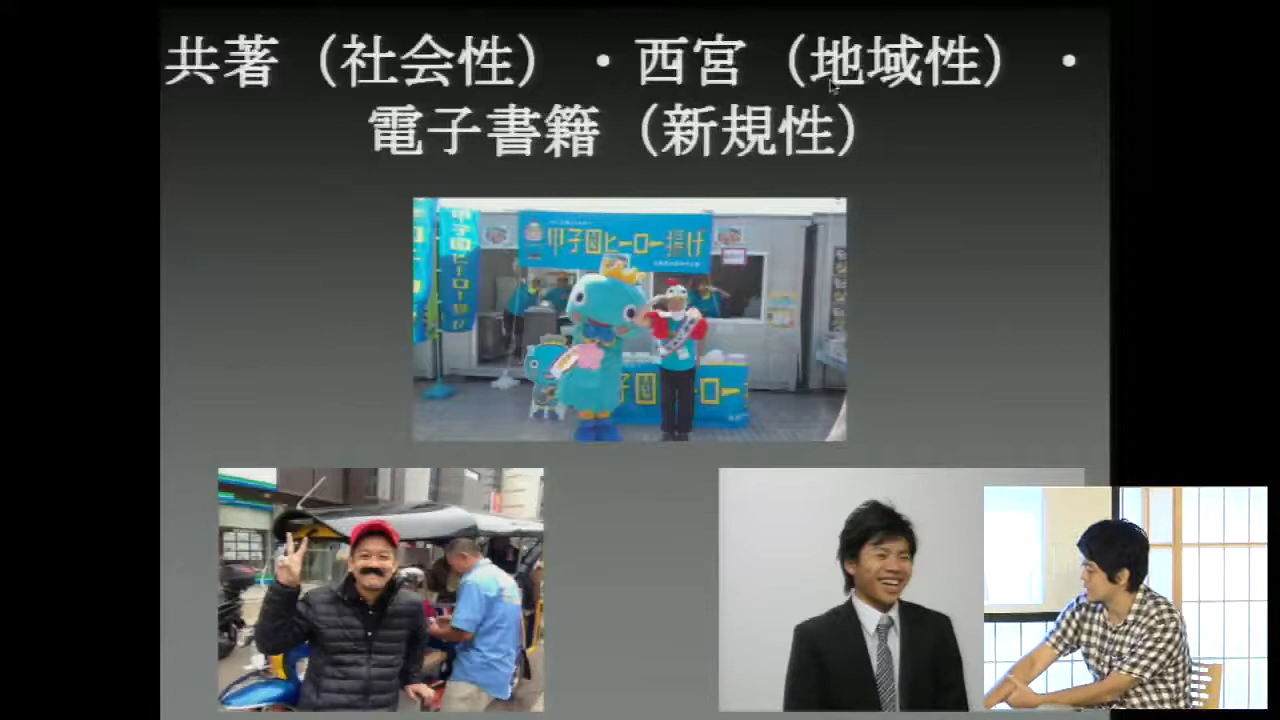 共著（社会性）・西宮（地域性）・
電子書籍（新規性）
甲子園ヒーロー揚げ
甲子園ヒーロー揚げ
子園ヒーロー